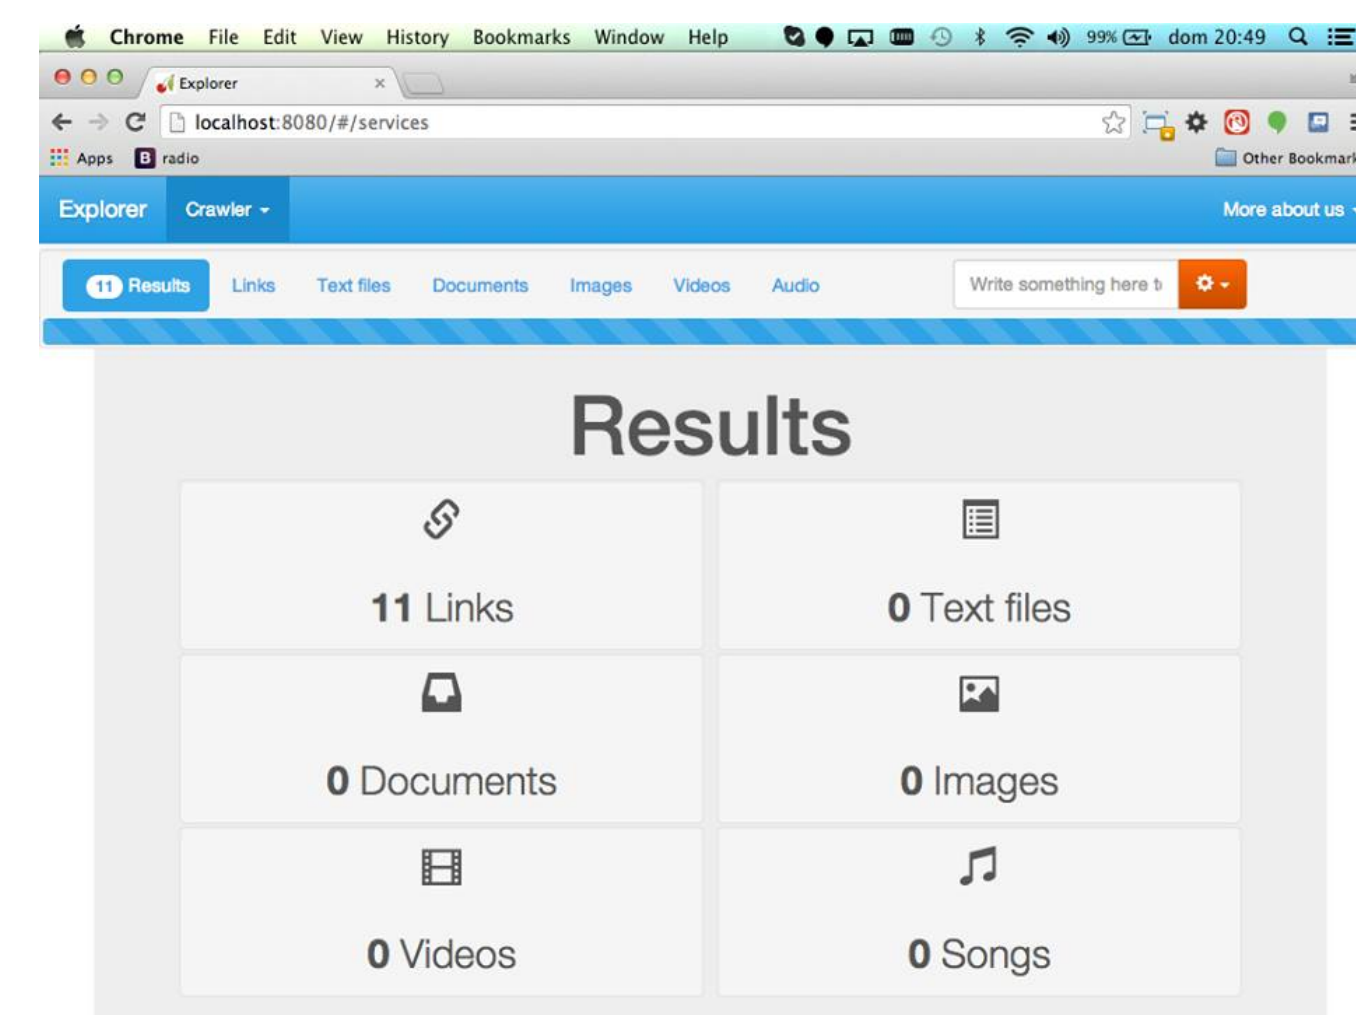 Chrome File Edit View History Bookmarks Window Help 99% dom 20:49
Explorer
localhost:8080/#/services
Apps B radio Other Bookmark
Explorer Crawler More about us
11 Results Links Text files Documents Images Videos Audio Write something here t
Results
11 Links 0 Text files
0 Documents 0 Images
0 Videos 0 Songs